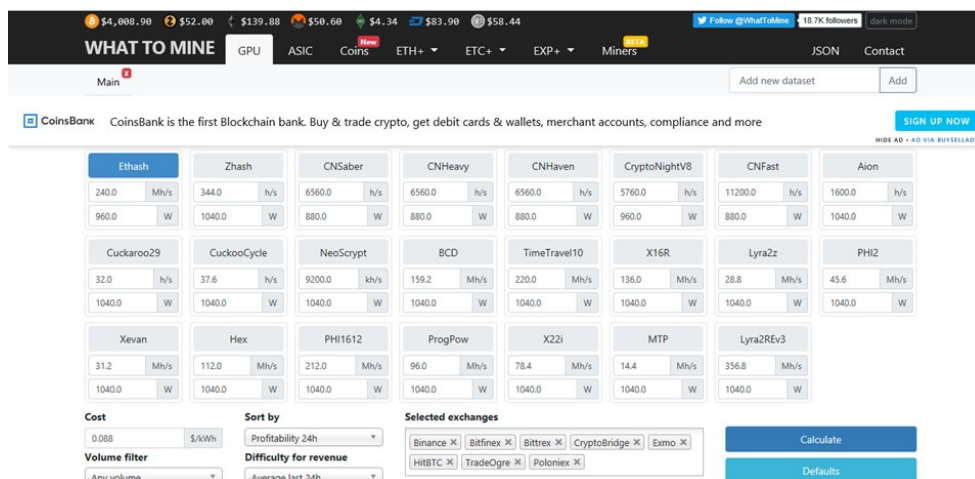 $4,008.90 $52.00 $139.88 $50.60 $4.34 $83.90 $58.44 Follow @WhatToMine 18.7K followers dark mode
WHAT TO MINE GPU ASIC Coins New ETH+ ETC+ EXP+ Miners BETA JSON Contact
Main x Add new dataset Add
CoinsBank CoinsBank is the first Blockchain bank. Buy & trade crypto, get debit cards & wallets, merchant accounts, compliance and more SIGN UP NOW
HIDE AD • AD VIA BUYSELLAD
Ethash Zhash CNSaber CNHeavy CNHaven CryptoNightV8 CNFast Aion
240.0 Mh/s 344.0 h/s 6560.0 h/s 6560.0 h/s 6560.0 h/s 5760.0 h/s 11200.0 h/s 1600.0 h/s
960.0 W 1040.0 W 880.0 W 880.0 W 880.0 W 960.0 W 880.0 W 1040.0 W
Cuckaroo29 CuckooCycle NeoScrypt BCD TimeTravel10 X16R Lyra2z PHI2
32.0 h/s 37.6 h/s 9200.0 kh/s 159.2 Mh/s 220.0 Mh/s 136.0 Mh/s 28.8 Mh/s 45.6 Mh/s
1040.0 W 1040.0 W 1040.0 W 1040.0 W 1040.0 W 1040.0 W 1040.0 W 1040.0 W
Xevan Hex PHI1612 ProgPow X22i MTP Lyra2REv3
31.2 Mh/s 112.0 Mh/s 212.0 Mh/s 96.0 Mh/s 78.4 Mh/s 14.4 Mh/s 356.8 Mh/s
1040.0 W 1040.0 W 1040.0 W 1040.0 W 1040.0 W 1040.0 W 1040.0 W
Cost Sort by Selected exchanges
0.088 $/kWh Profitability 24h Binance × Bitfinex × Bittrex × CryptoBridge × Exmo × Calculate
Volume filter Difficulty for revenue HitBTC × TradeOgre × Poloniex ×
Any volume Average last 24h Defaults